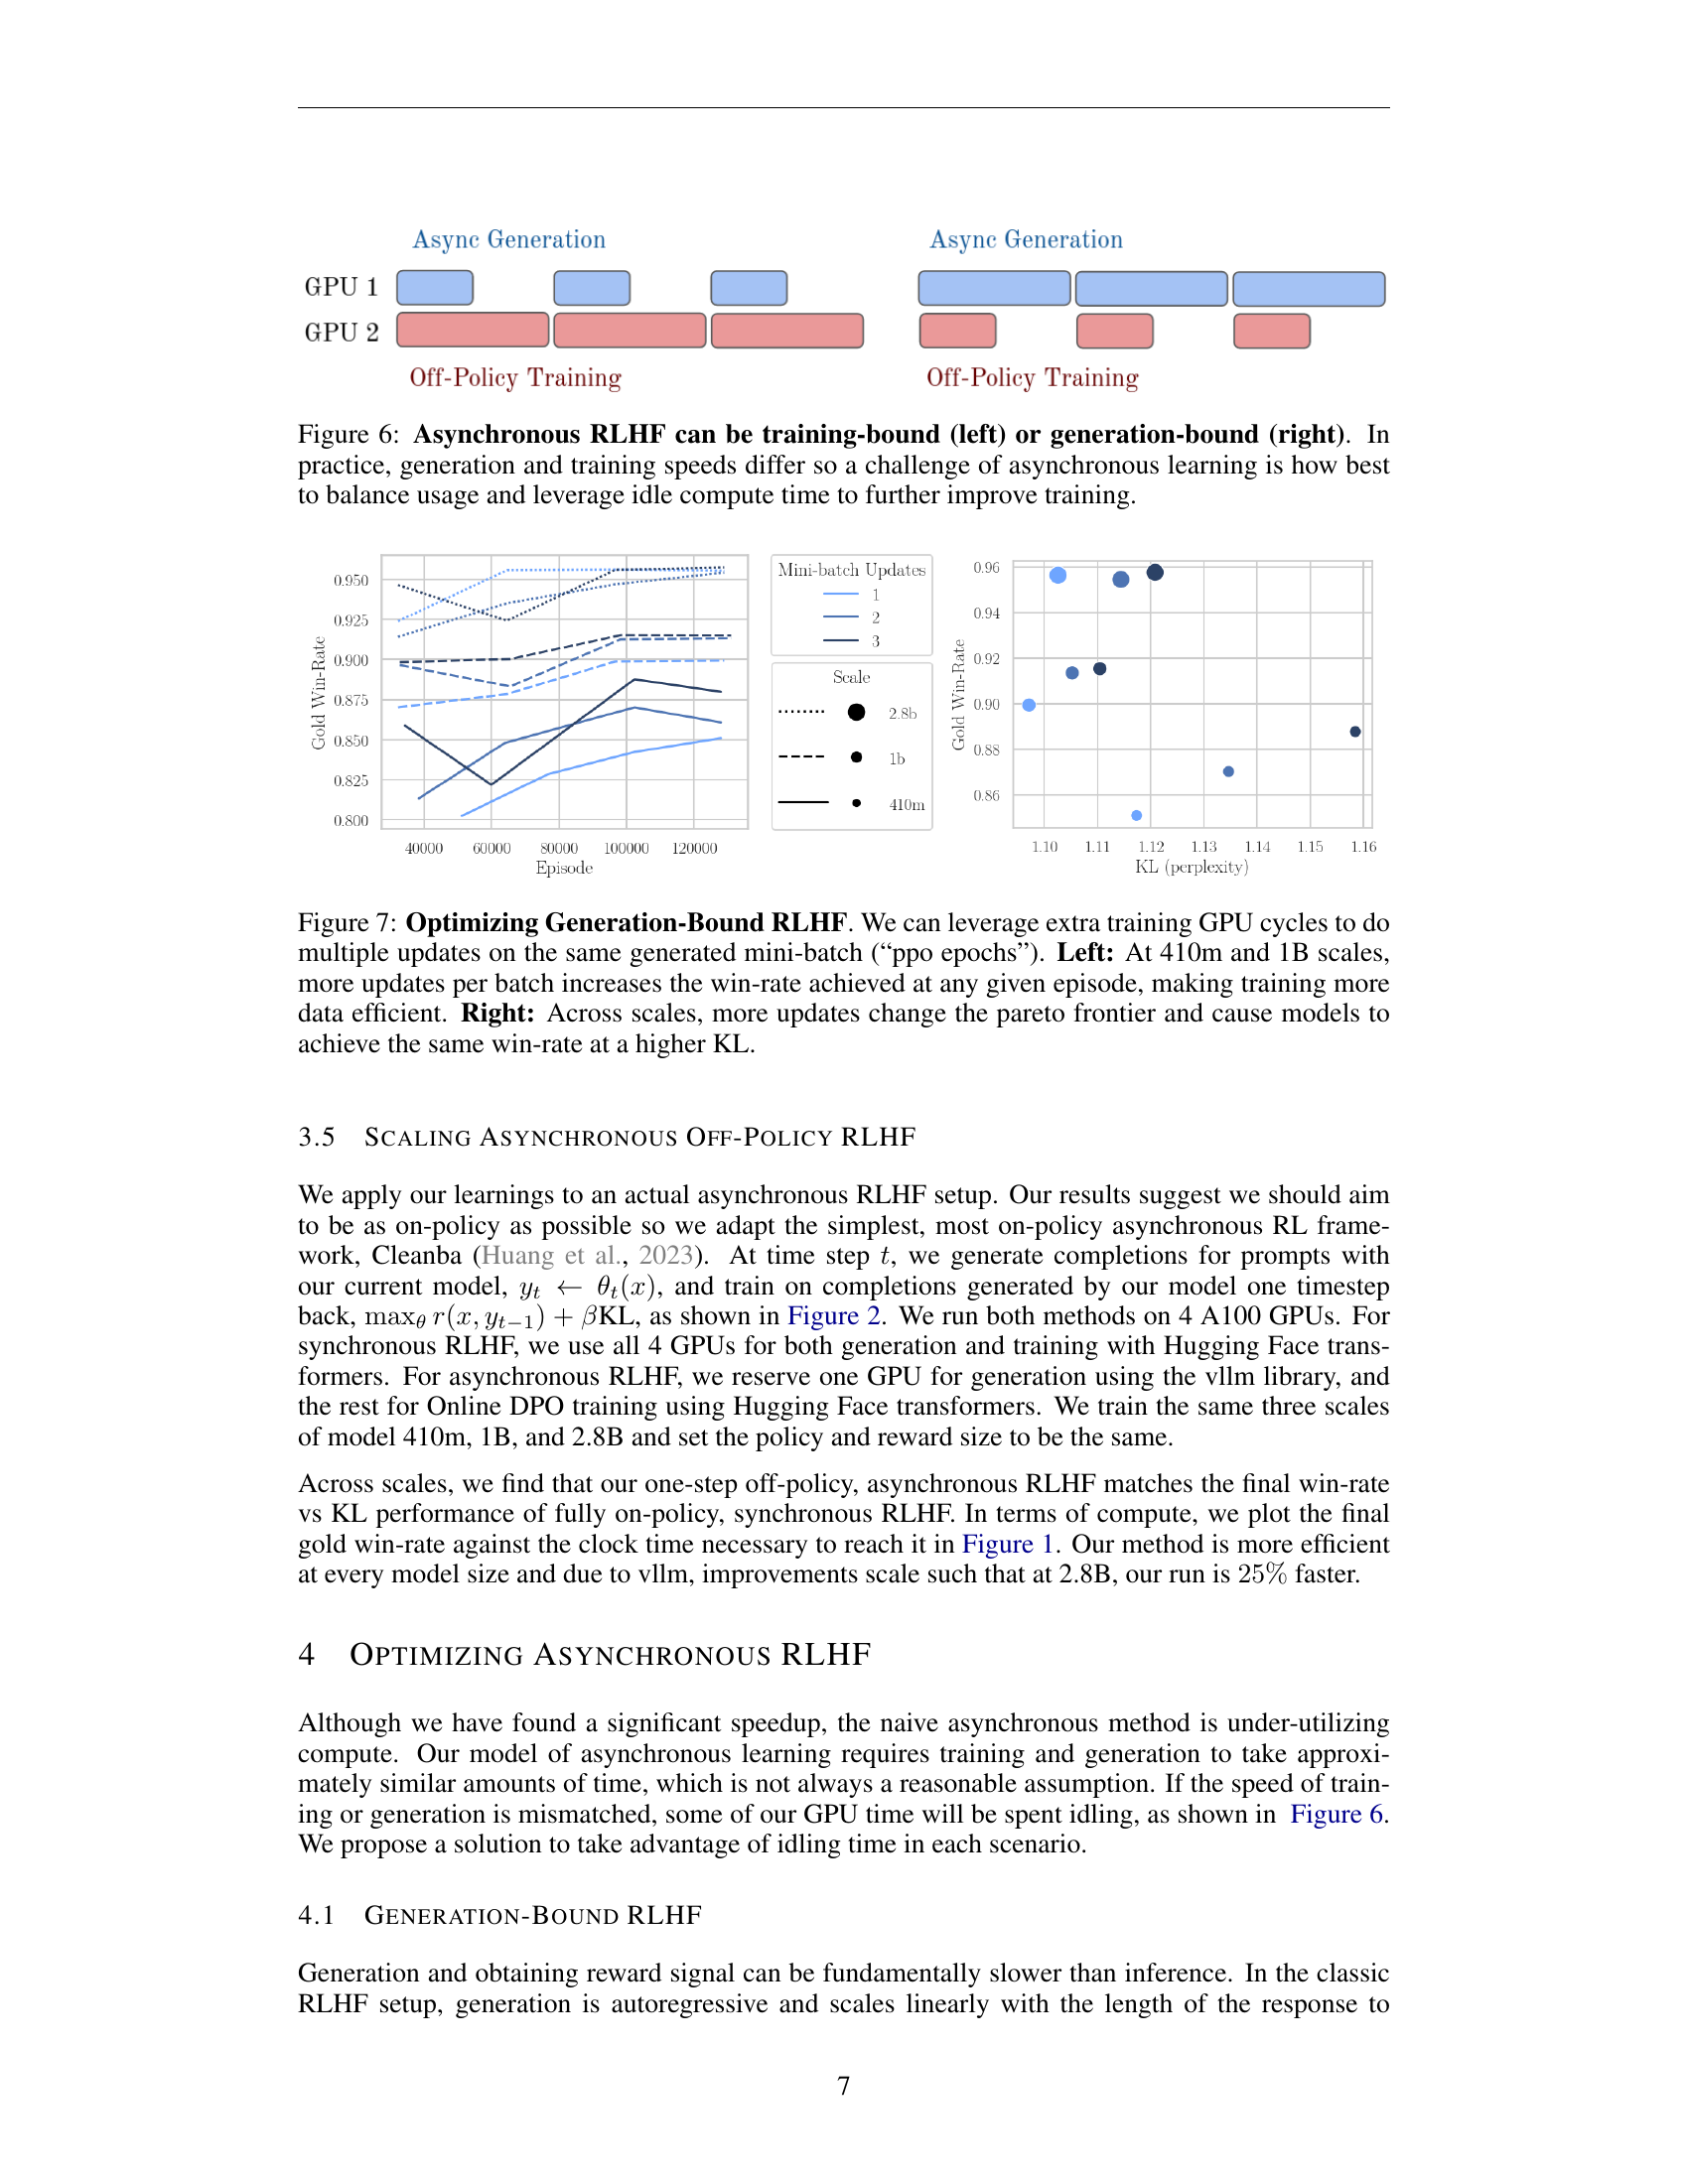 Async Generation
Async Generation
GPU 1
GPU 2
Off-Policy Training
Off-Policy Training
Figure 6: Asynchronous RLHF can be training-bound (left) or generation-bound (right). In
practice, generation and training speeds differ so a challenge of asynchronous learning is how best
to balance usage and leverage idle compute time to further improve training.
Gold Win-Rate
0.950
0.925
0.900
0.875
0.850
0.825
0.800
40000 60000 80000 100000 120000
Episode
Mini-batch Updates
1
2
3
Scale
2.8b
1b
410m
Gold Win-Rate
0.96
0.94
0.92
0.90
0.88
0.86
1.10 1.11 1.12 1.13 1.14 1.15 1.16
KL (perplexity)
Figure 7: Optimizing Generation-Bound RLHF. We can leverage extra training GPU cycles to do
multiple updates on the same generated mini-batch (“ppo epochs”). Left: At 410m and 1B scales,
more updates per batch increases the win-rate achieved at any given episode, making training more
data efficient. Right: Across scales, more updates change the pareto frontier and cause models to
achieve the same win-rate at a higher KL.
3.5 SCALING ASYNCHRONOUS OFF-POLICY RLHF
We apply our learnings to an actual asynchronous RLHF setup. Our results suggest we should aim
to be as on-policy as possible so we adapt the simplest, most on-policy asynchronous RL frame-
work, Cleanba (Huang et al., 2023). At time step t, we generate completions for prompts with
our current model, yₜ ← θₜ(x), and train on completions generated by our model one timestep
back, max_θ r(x, yₜ₋₁) + βKL, as shown in Figure 2. We run both methods on 4 A100 GPUs. For
synchronous RLHF, we use all 4 GPUs for both generation and training with Hugging Face trans-
formers. For asynchronous RLHF, we reserve one GPU for generation using the vllm library, and
the rest for Online DPO training using Hugging Face transformers. We train the same three scales
of model 410m, 1B, and 2.8B and set the policy and reward size to be the same.
Across scales, we find that our one-step off-policy, asynchronous RLHF matches the final win-rate
vs KL performance of fully on-policy, synchronous RLHF. In terms of compute, we plot the final
gold win-rate against the clock time necessary to reach it in Figure 1. Our method is more efficient
at every model size and due to vllm, improvements scale such that at 2.8B, our run is 25% faster.
4 OPTIMIZING ASYNCHRONOUS RLHF
Although we have found a significant speedup, the naive asynchronous method is under-utilizing
compute. Our model of asynchronous learning requires training and generation to take approxi-
mately similar amounts of time, which is not always a reasonable assumption. If the speed of train-
ing or generation is mismatched, some of our GPU time will be spent idling, as shown in Figure 6.
We propose a solution to take advantage of idling time in each scenario.
4.1 GENERATION-BOUND RLHF
Generation and obtaining reward signal can be fundamentally slower than inference. In the classic
RLHF setup, generation is autoregressive and scales linearly with the length of the response to
7